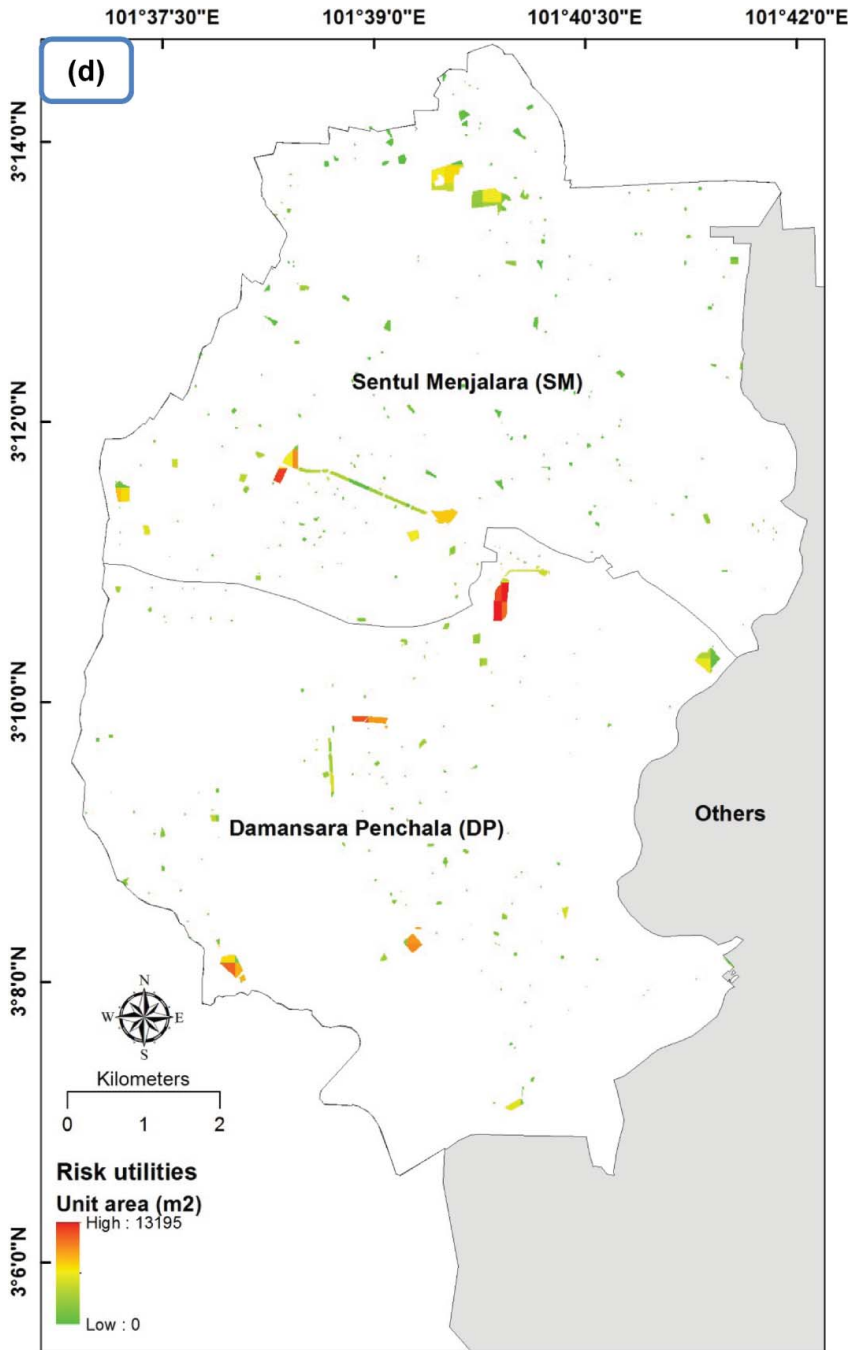 101°37'30"E 101°39'0"E 101°40'30"E 101°42'0"E
(d)
3°14'0"N
Sentul Menjalara (SM)
3°12'0"N
3°10'0"N
Others
Damansara Penchala (DP)
3°8'0"N
N
W E
S
Kilometers
0 1 2
Risk utilities
Unit area (m2)
High : 13195
Low : 0
3°6'0"N